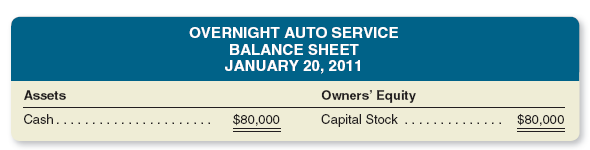 OVERNIGHT AUTO SERVICE
BALANCE SHEET
JANUARY 20, 2011
Assets Owners' Equity
Cash . . . . . . . . . . . . . . . . . . . . . . $80,000 Capital Stock . . . . . . . . . . . . . . $80,000